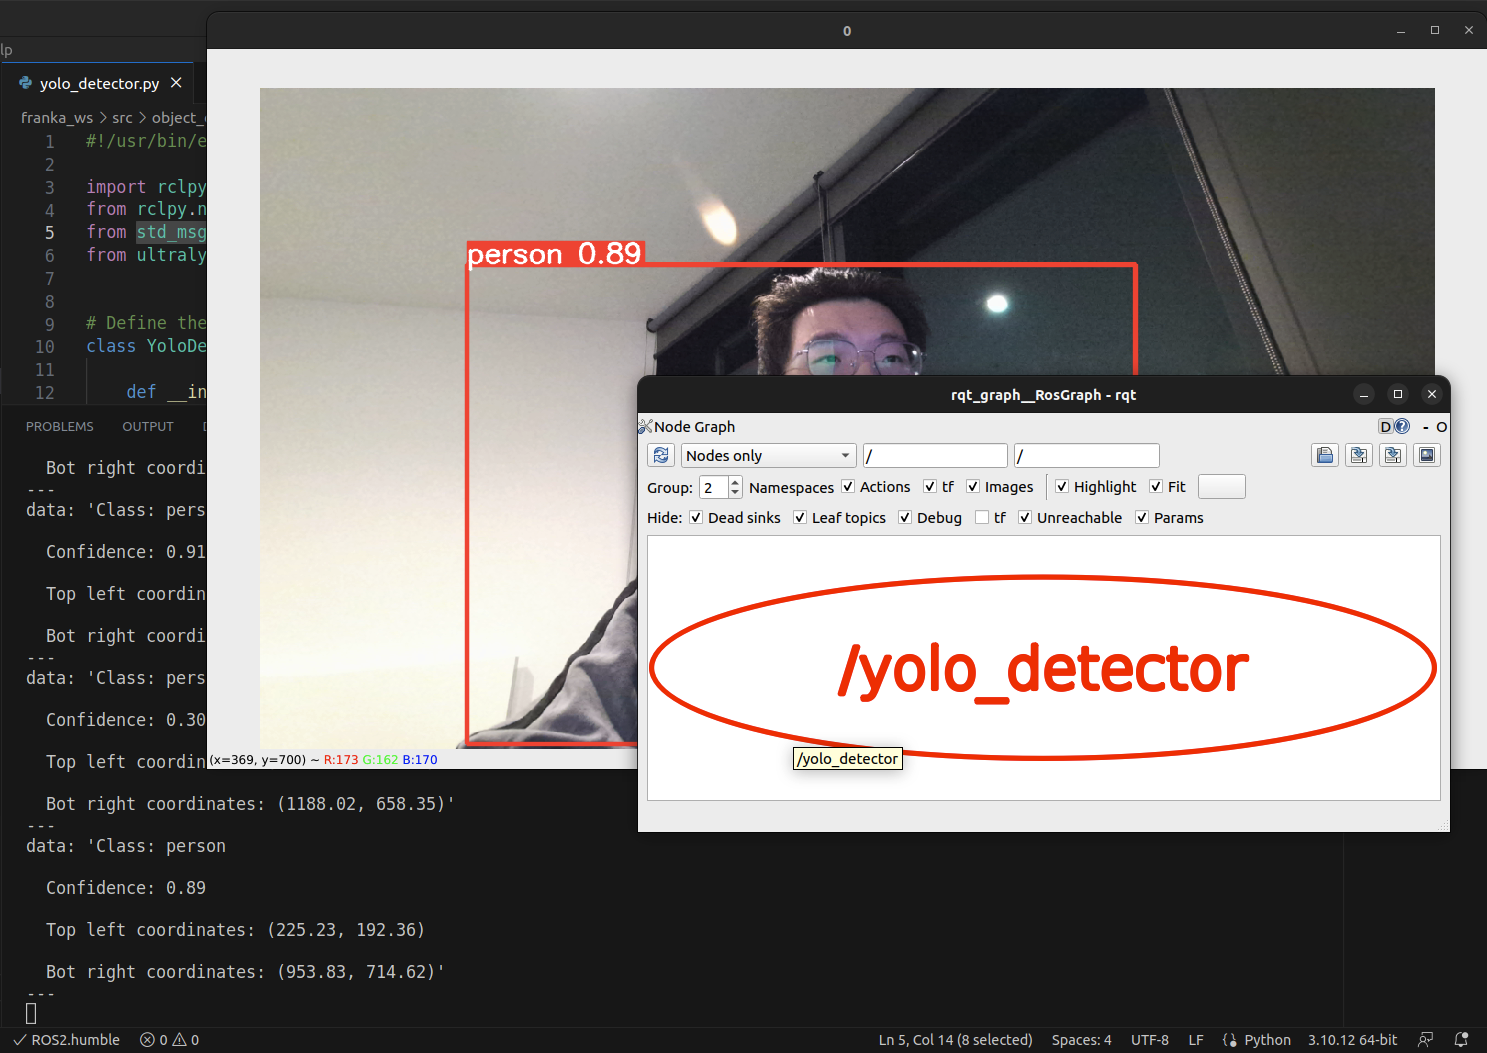 0
lp
yolo_detector.py
franka_ws > src > object_
1 #!/usr/bin/e
2
3 import rclpy
4 from rclpy.n
5 from std_msg
6 from ultraly
7
8
9 # Define the
10 class YoloDe
11
12 def __in
person 0.89
PROBLEMS OUTPUT
Bot right coordi
---
data: 'Class: pers
Confidence: 0.91
Top left coordin
Bot right coordi
---
data: 'Class: pers
Confidence: 0.30
Top left coordin
(x=369, y=700) ~ R:173 G:162 B:170
Bot right coordinates: (1188.02, 658.35)'
---
data: 'Class: person
Confidence: 0.89
Top left coordinates: (225.23, 192.36)
Bot right coordinates: (953.83, 714.62)'
---
rqt_graph__RosGraph - rqt
Node Graph
D ? - O
Nodes only / /
Group: 2 Namespaces Actions tf Images Highlight Fit
Hide: Dead sinks Leaf topics Debug tf Unreachable Params
/yolo_detector
/yolo_detector
ROS2.humble 0 0 Ln 5, Col 14 (8 selected) Spaces: 4 UTF-8 LF Python 3.10.12 64-bit